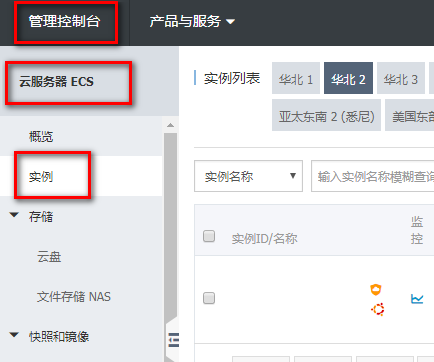 管理控制台 产品与服务
云服务器 ECS
概览
实例
存储
云盘
文件存储 NAS
快照和镜像
实例列表 华北 1 华北 2 华北 3
亚太东南 2 (悉尼) 美国东部
实例名称 输入实例名称模糊查询
实例ID/名称 监控